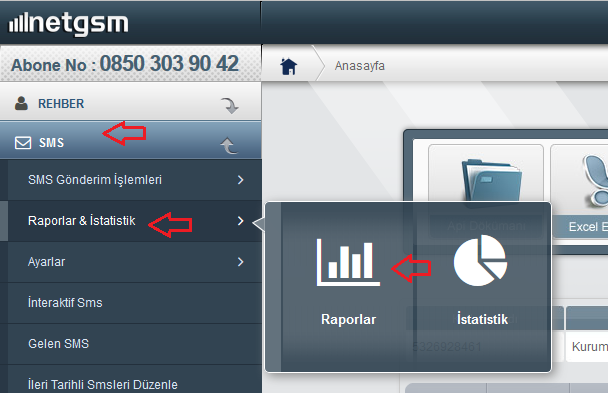 netgsm
Abone No : 0850 303 90 42
Anasayfa
REHBER
SMS
SMS Gönderim İşlemleri
Raporlar & İstatistik
Ayarlar
İnteraktif Sms
Gelen SMS
İleri Tarihli Smsleri Düzenle
Raporlar
İstatistik
Excel E
Kurum